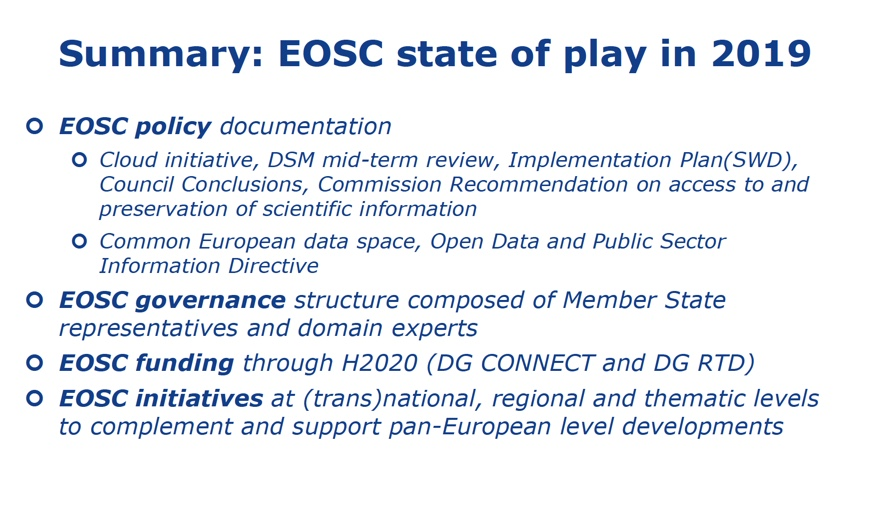 Summary: EOSC state of play in 2019
EOSC policy documentation
Cloud initiative, DSM mid-term review, Implementation Plan(SWD),
Council Conclusions, Commission Recommendation on access to and
preservation of scientific information
Common European data space, Open Data and Public Sector
Information Directive
EOSC governance structure composed of Member State
representatives and domain experts
EOSC funding through H2020 (DG CONNECT and DG RTD)
EOSC initiatives at (trans)national, regional and thematic levels
to complement and support pan-European level developments